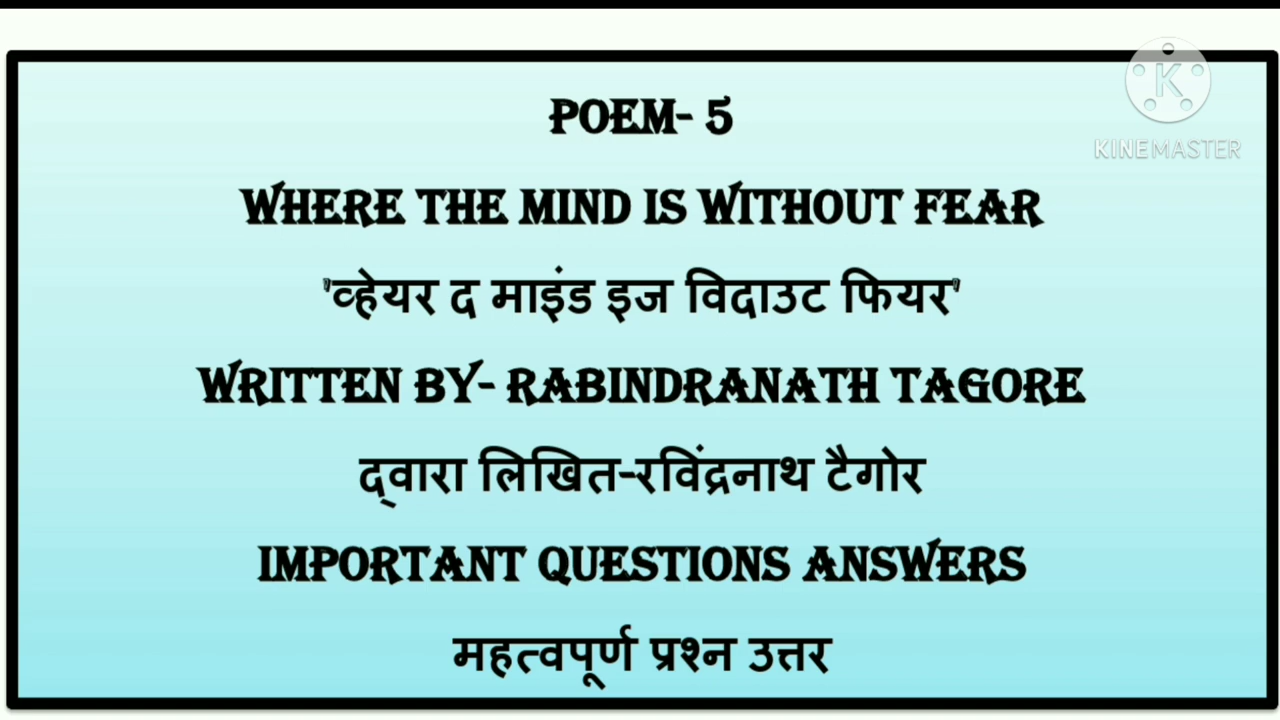 POEM- 5
KINEMASTER
WHERE THE MIND IS WITHOUT FEAR
'व्हेयर द माइंड इज विदाउट फियर'
WRITTEN BY- RABINDRANATH TAGORE
द्वारा लिखित-रविंद्रनाथ टैगोर
IMPORTANT QUESTIONS ANSWERS
महत्वपूर्ण प्रश्न उत्तर